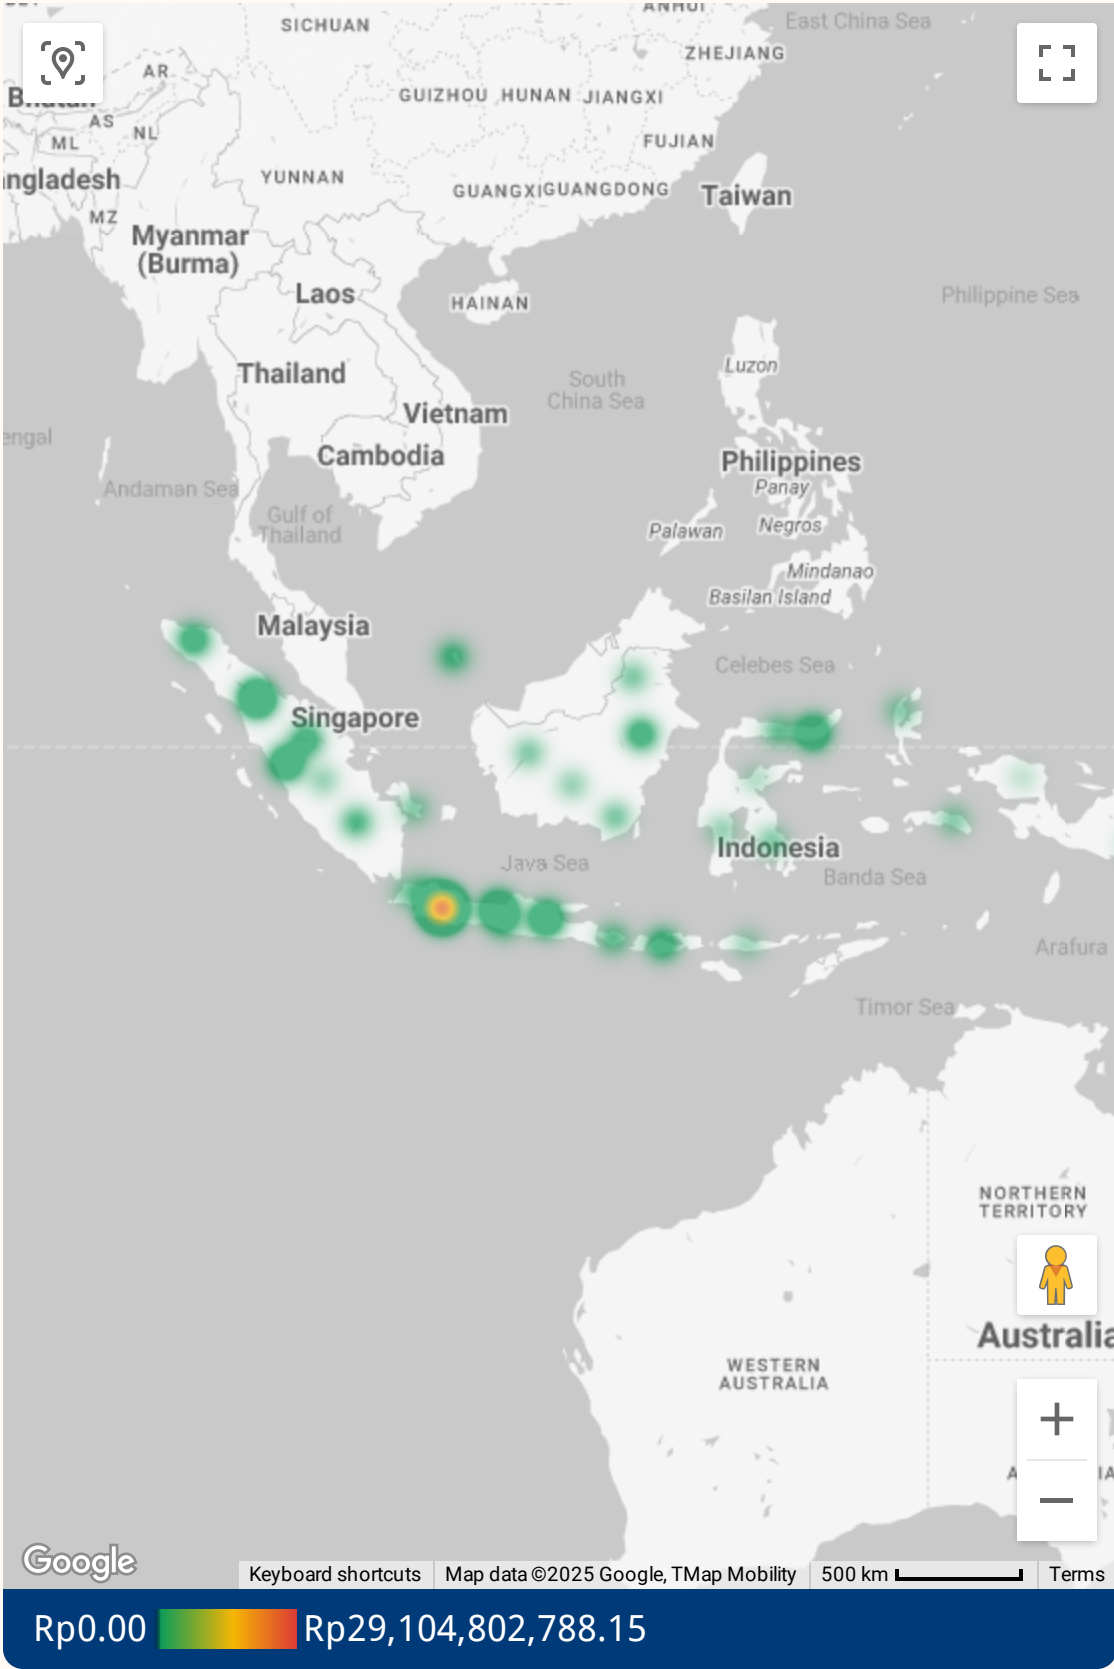 ANHUI
East China Sea
SICHUAN
ZHEJIANG
AR
Bhutan
GUIZHOU
HUNAN
JIANGXI
AS
NL
ML
FUJIAN
ngladesh
YUNNAN
GUANGXI
GUANGDONG
Taiwan
MZ
Myanmar
(Burma)
Laos
HAINAN
Philippine Sea
Luzon
Thailand
South
China Sea
Vietnam
engal
Cambodia
Philippines
Panay
Andaman Sea
Gulf of
Thailand
Palawan
Negros
Mindanao
Basilan Island
Malaysia
Celebes Sea
Singapore
Indonesia
Java Sea
Banda Sea
Arafura
Timor Sea
NORTHERN
TERRITORY
Australia
WESTERN
AUSTRALIA
Google
Keyboard shortcuts
Map data ©2025 Google, TMap Mobility
500 km
Terms
Rp0.00
Rp29,104,802,788.15